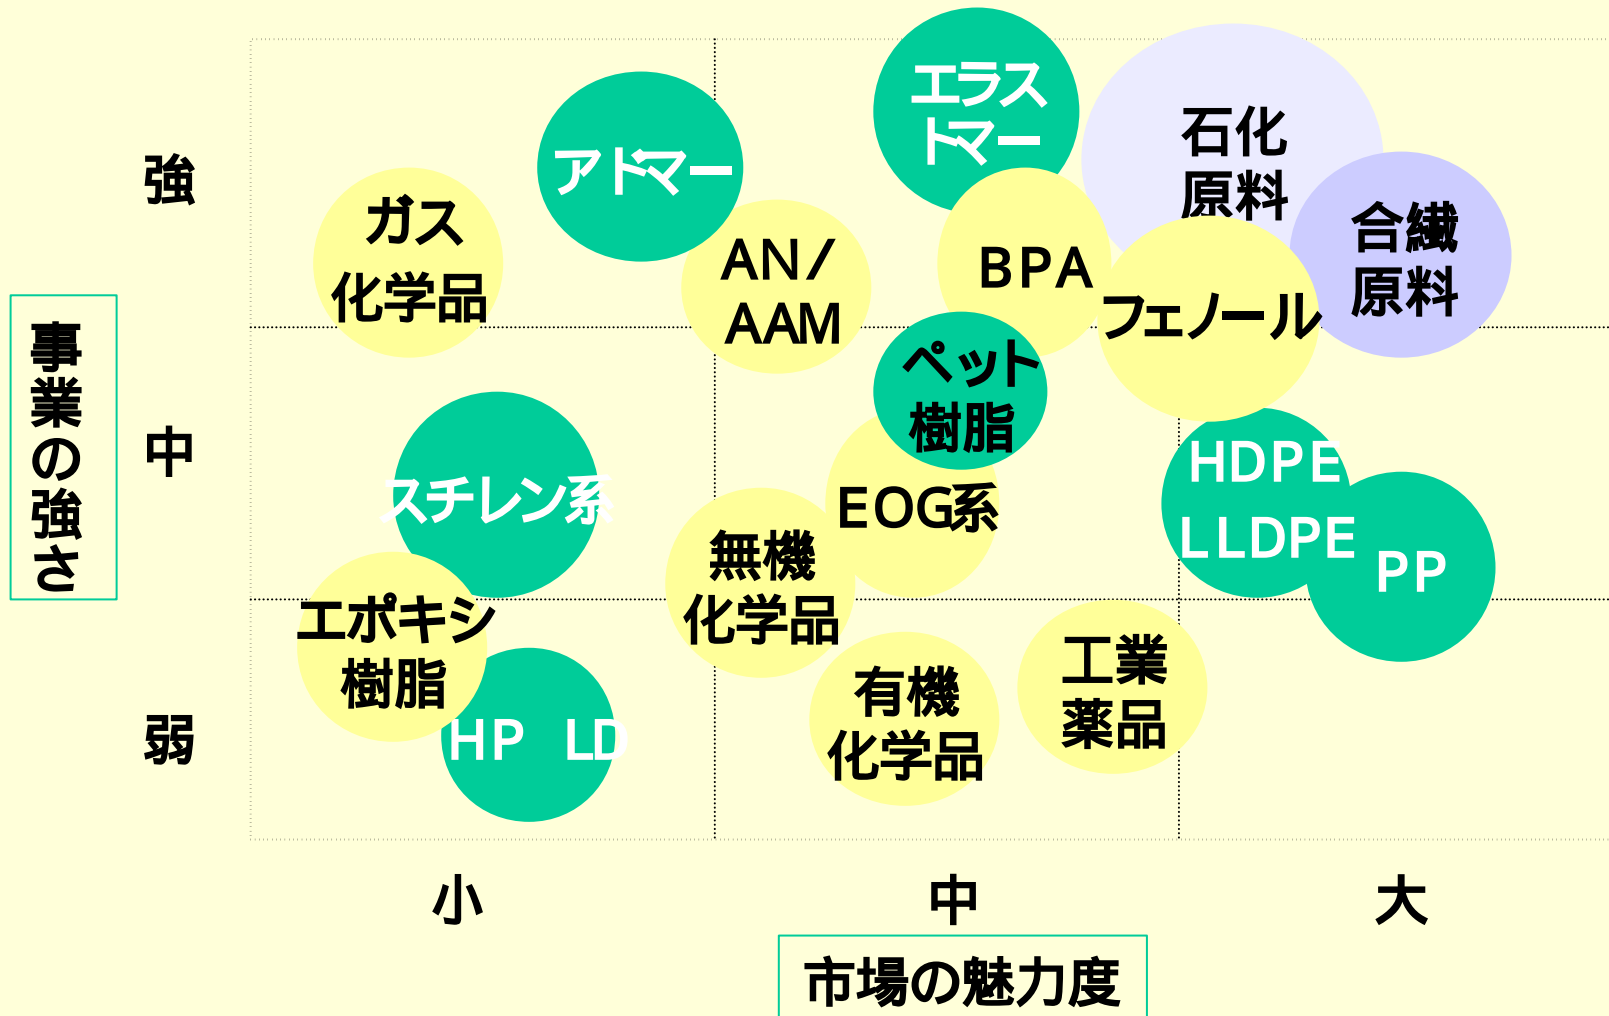 エラス
トマー
石化
原料
アドマー
合繊
原料
ガス
化学品
AN/
AAM
BPA
フェノール
強
ペット
樹脂
事業の強さ
中
HDPE
LLDPE
スチレン系
EOG系
無機
化学品
PP
エポキシ
樹脂
工業
薬品
有機
化学品
弱
HP LD
小
中
大
市場の魅力度